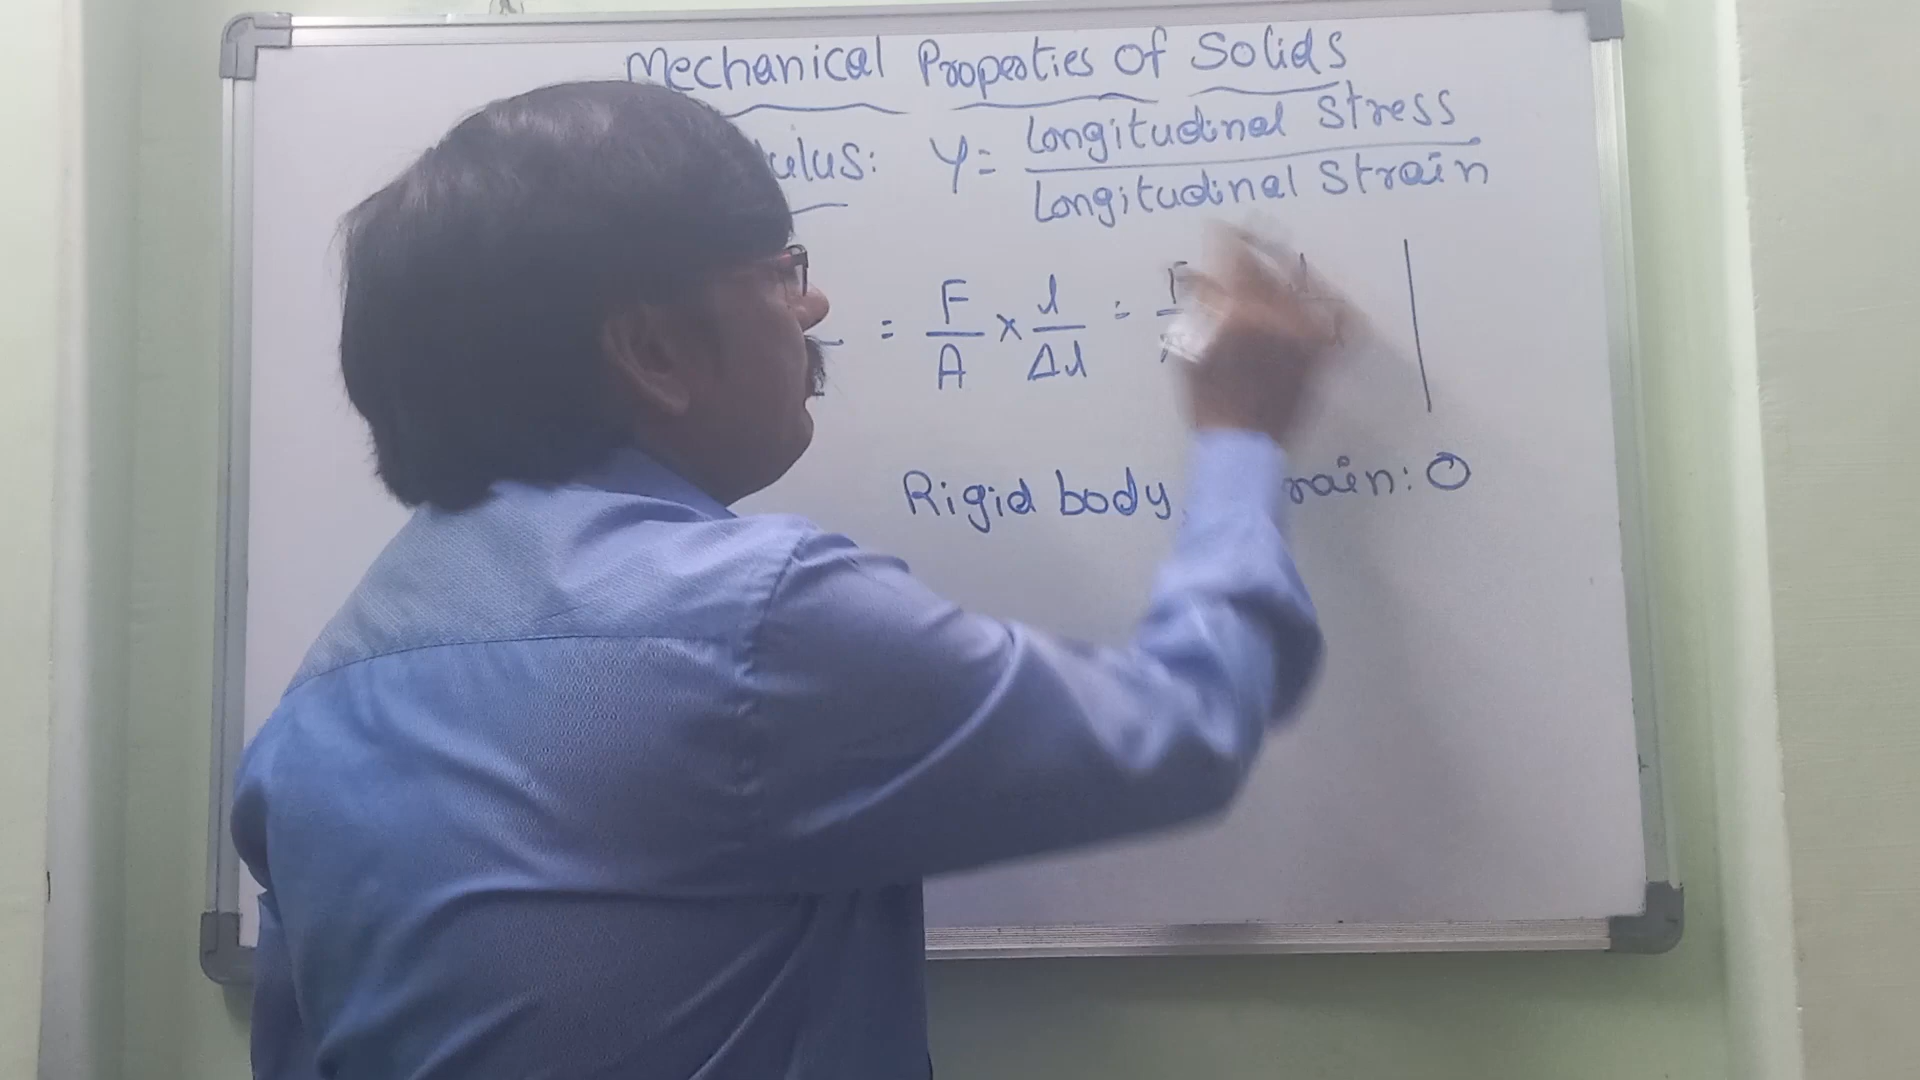 Mechanical Properties Of Solids
ulus: Y = Longitudinal Stress
Longitudinal Strain
= F/A × l/Δl =
Rigid body rain: 0